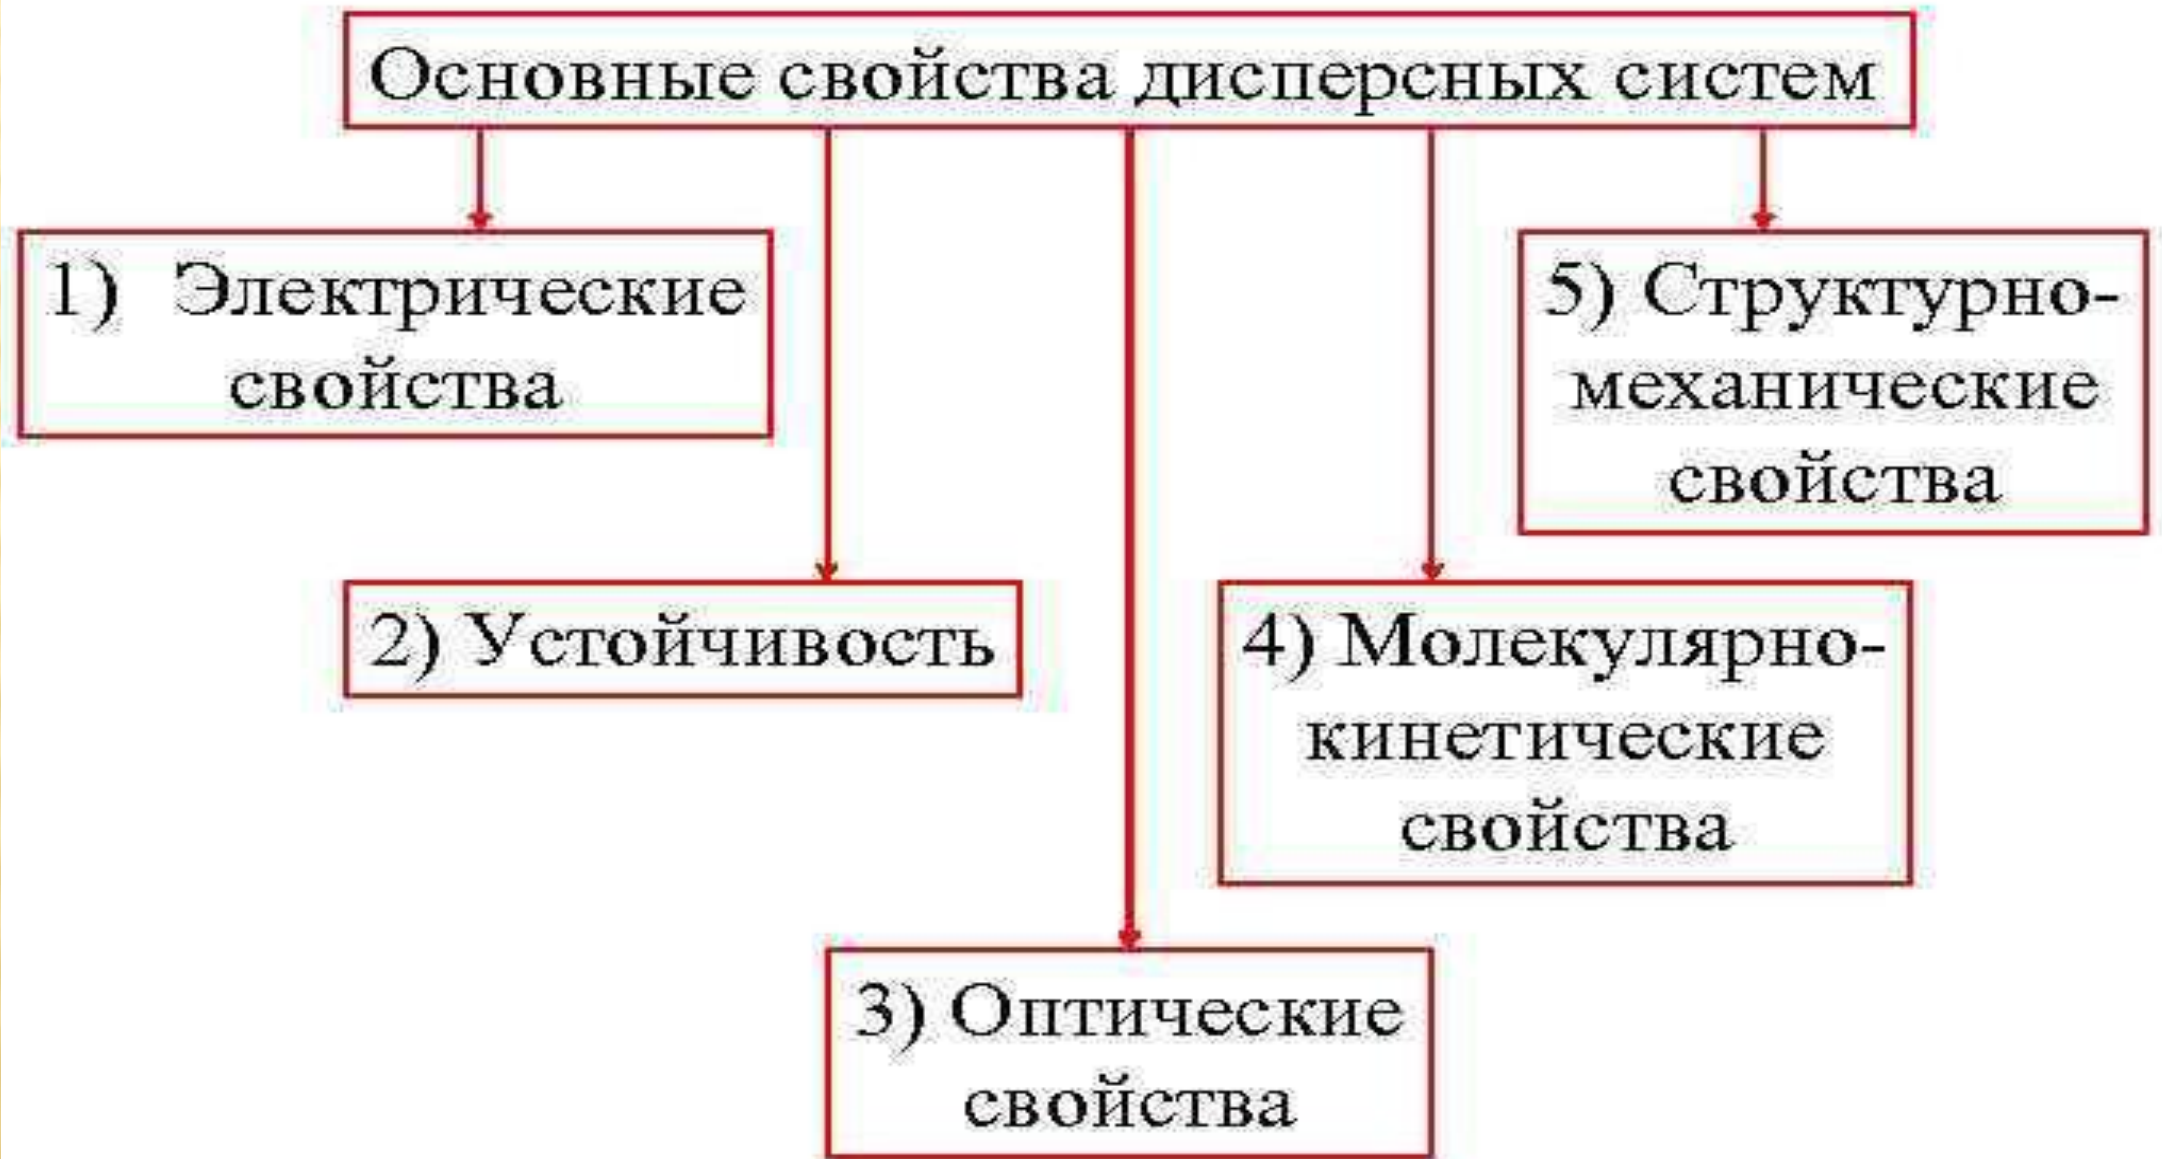 Основные свойства дисперсных систем
1) Электрические
свойства
2) Устойчивость
3) Оптические
свойства
4) Молекулярно-
кинетические
свойства
5) Структурно-
механические
свойства